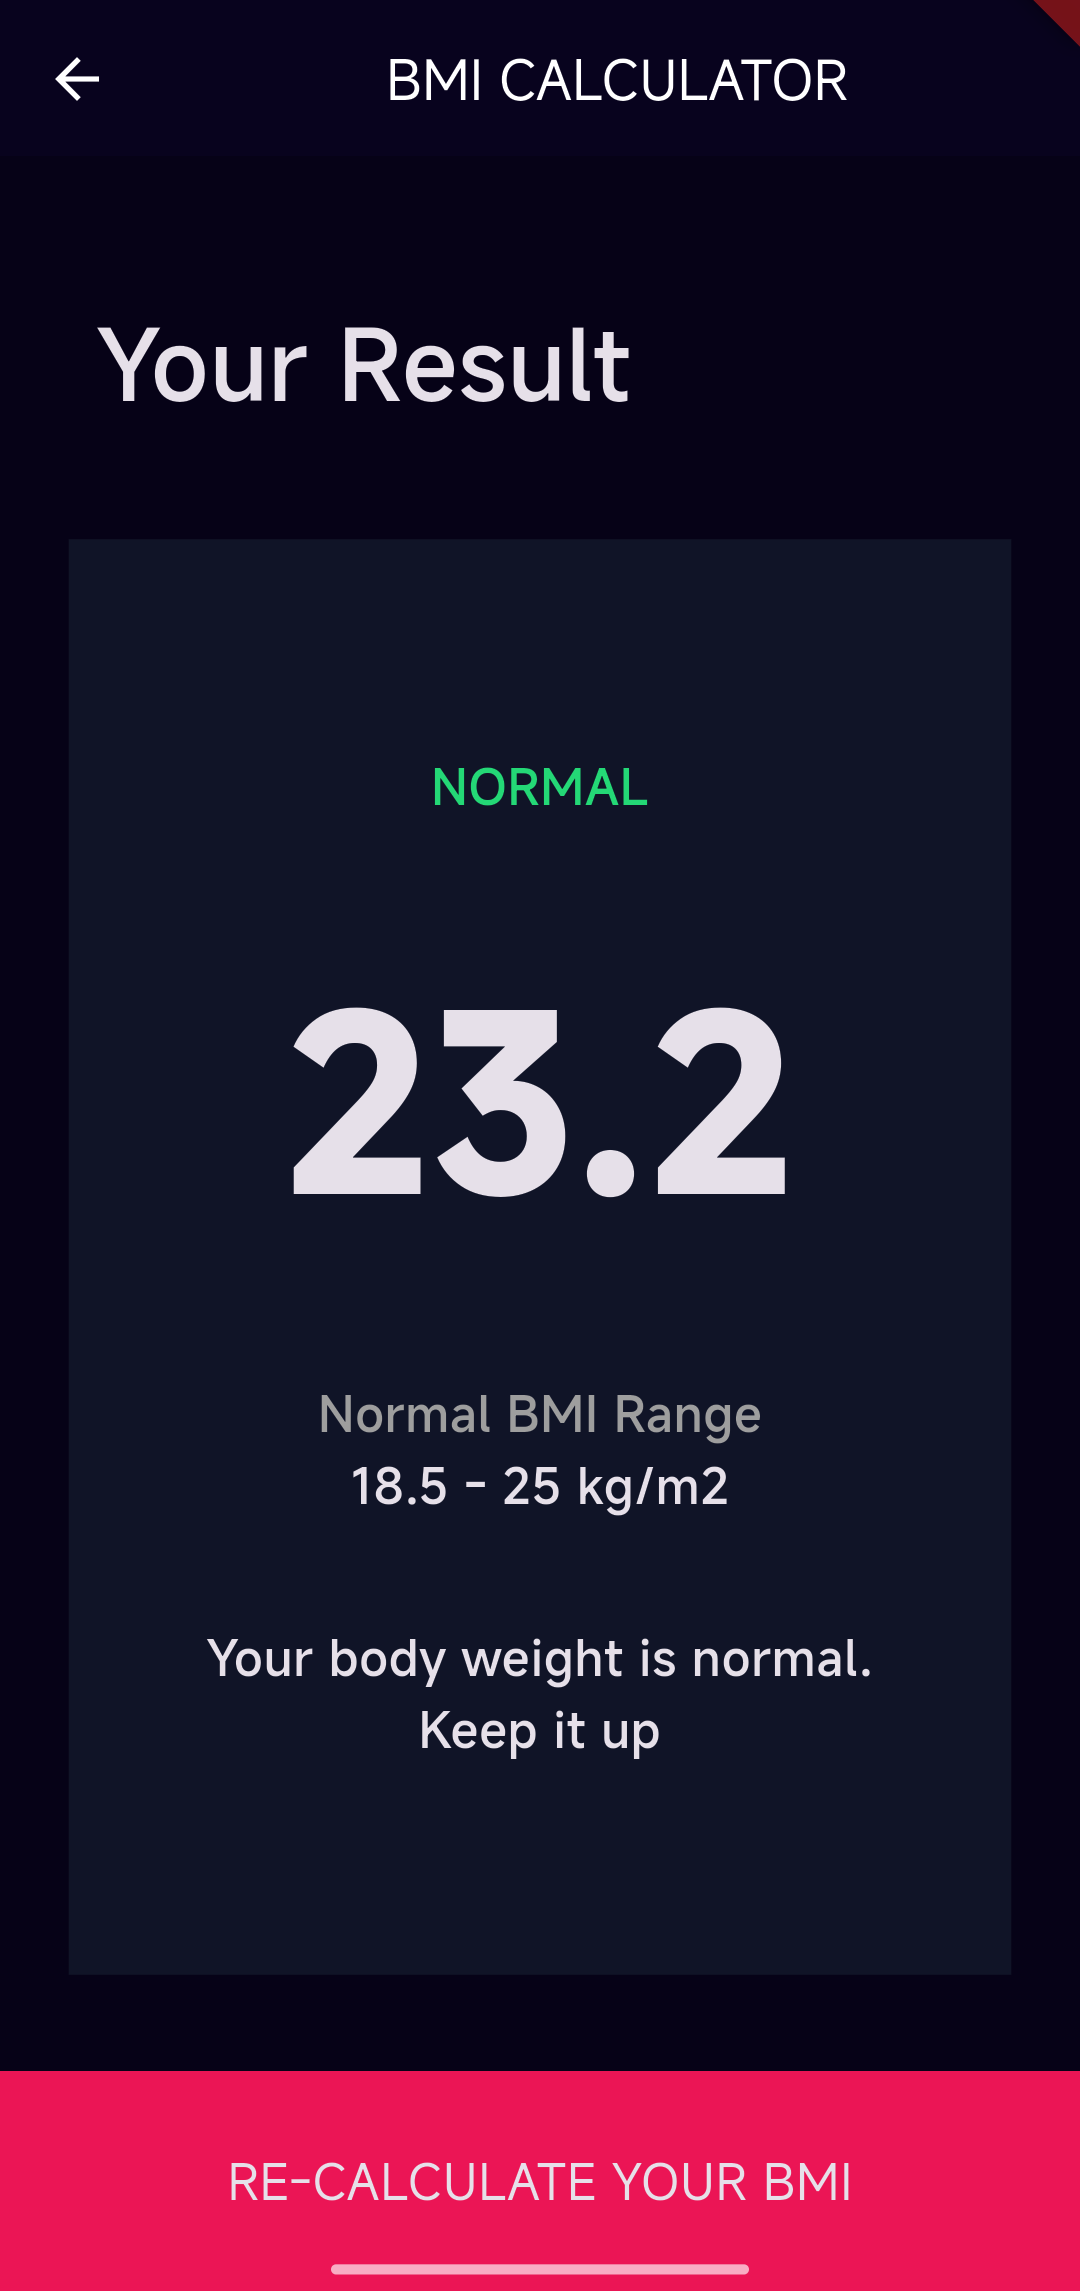 BMI CALCULATOR
Your Result
NORMAL
23.2
Normal BMI Range
18.5 - 25 kg/m2
Your body weight is normal.
Keep it up
RE-CALCULATE YOUR BMI